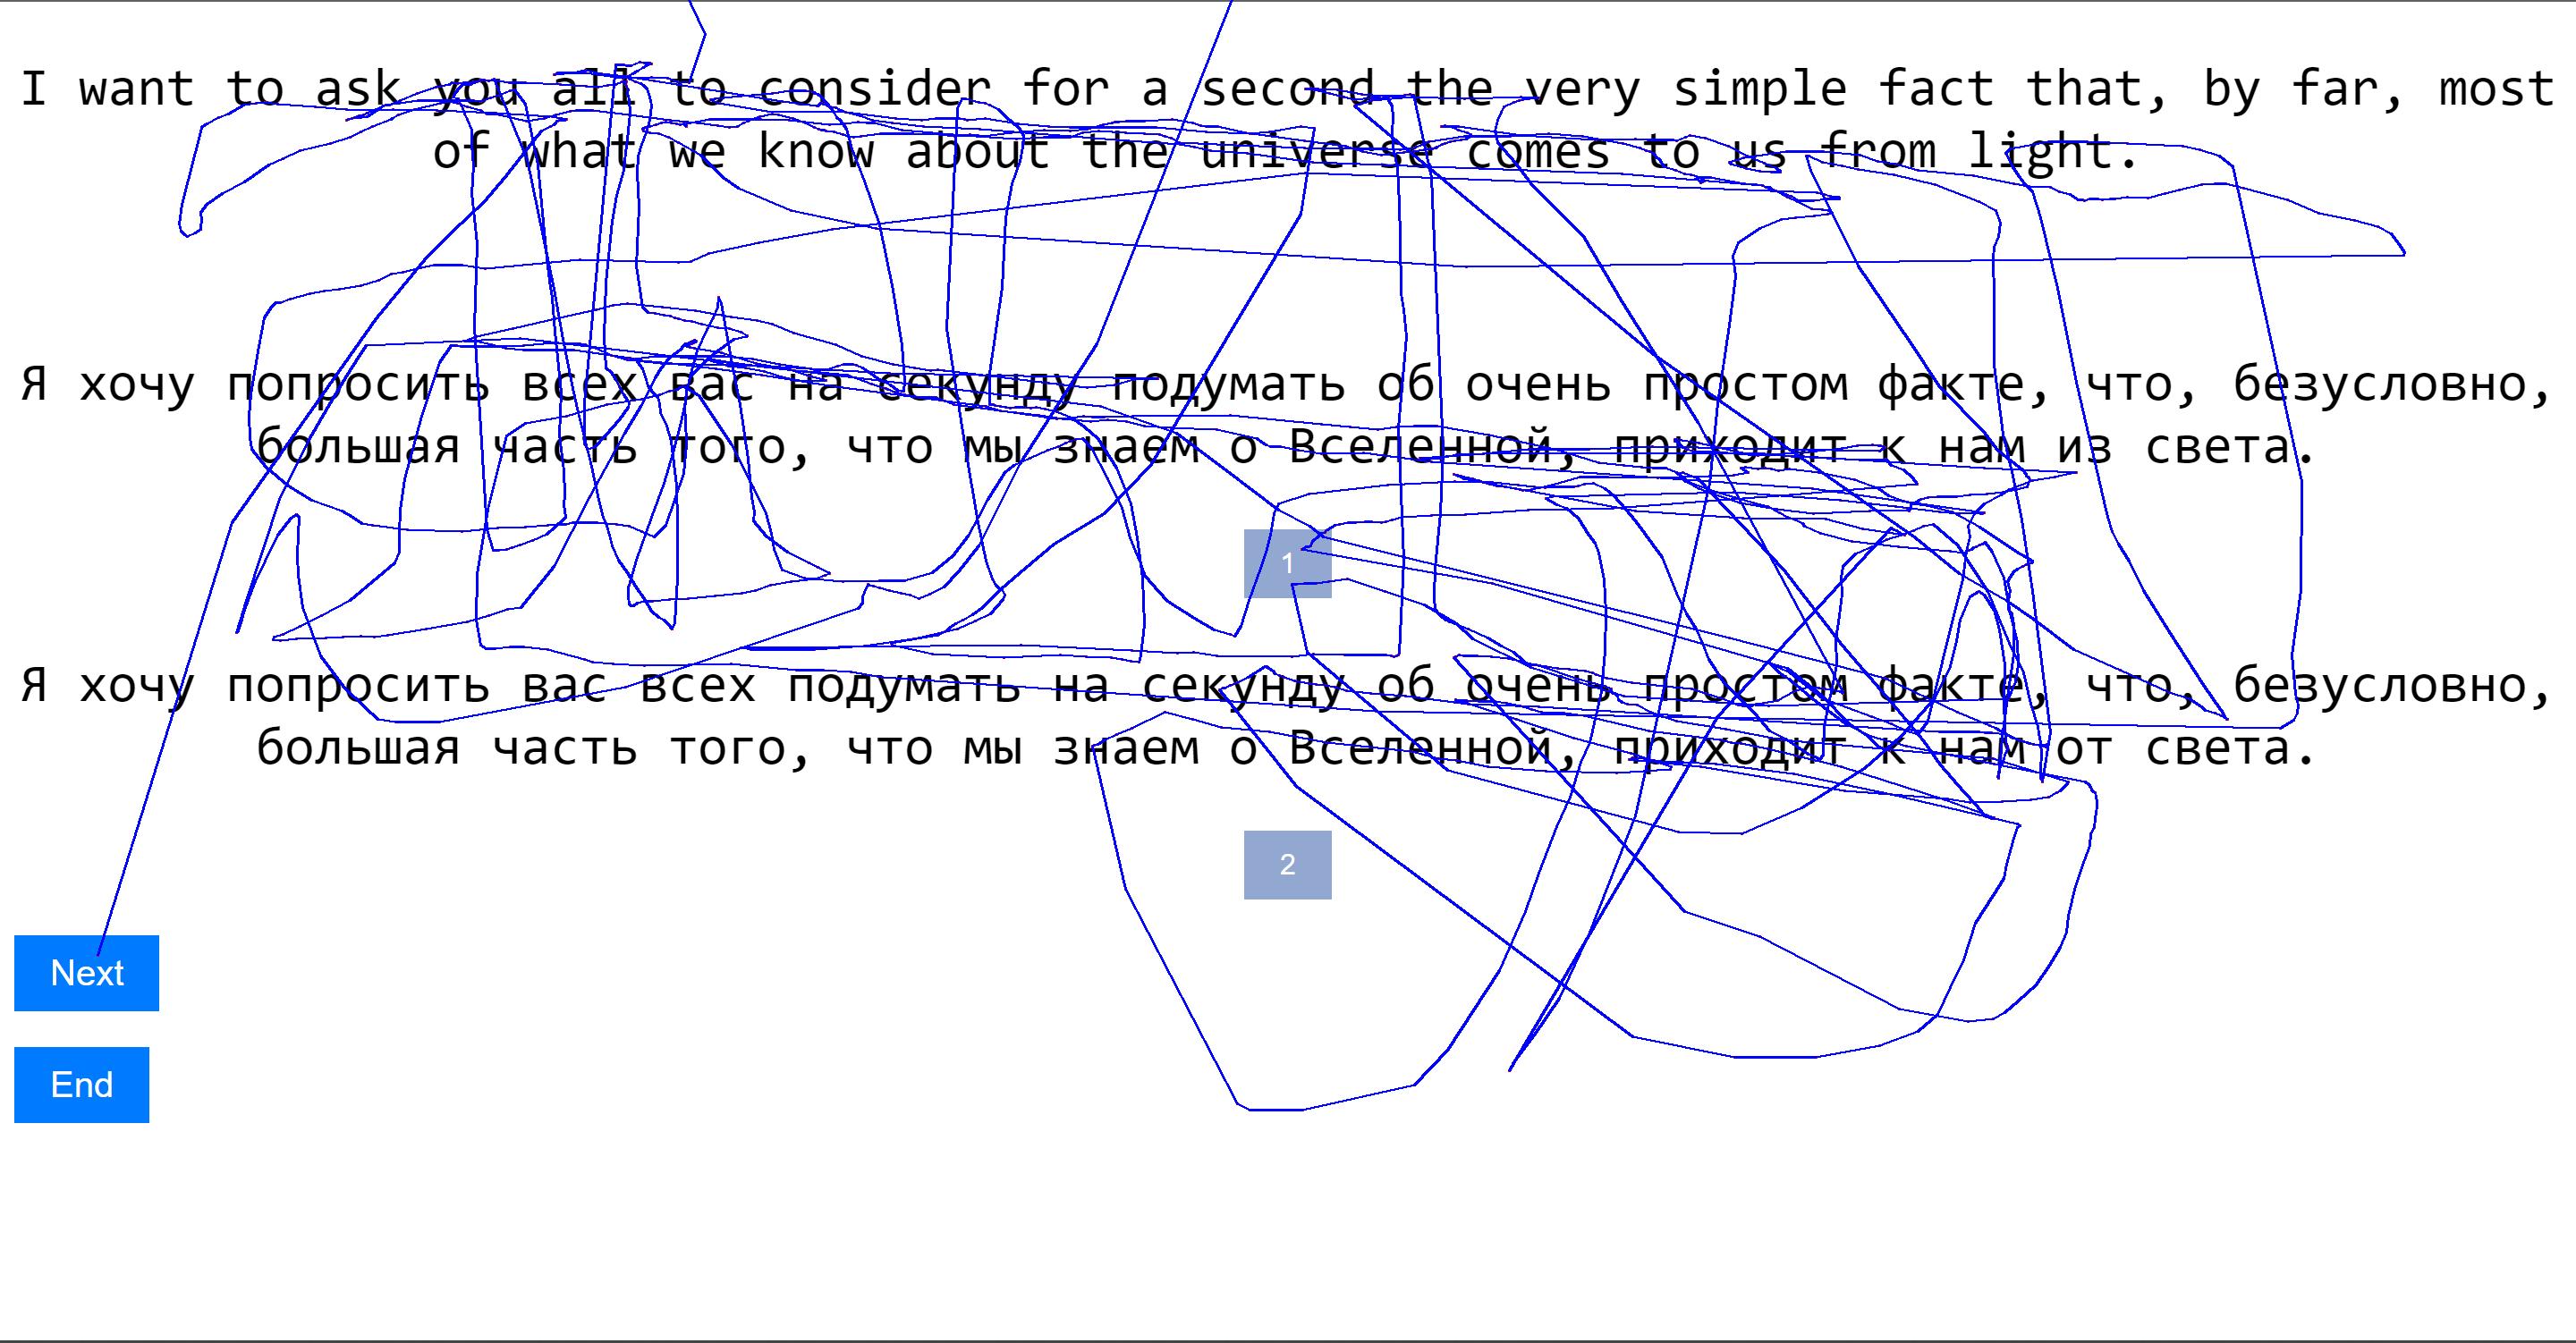 I want to ask you all to consider for a second the very simple fact that, by far, most
of what we know about the universe comes to us from light.
Я хочу попросить всех вас на секунду подумать об очень простом факте, что, безусловно,
большая часть того, что мы знаем о Вселенной, приходит к нам из света.
1
Я хочу попросить вас всех подумать на секунду об очень простом факте, что, безусловно,
большая часть того, что мы знаем о Вселенной, приходит к нам от света.
2
Next
End